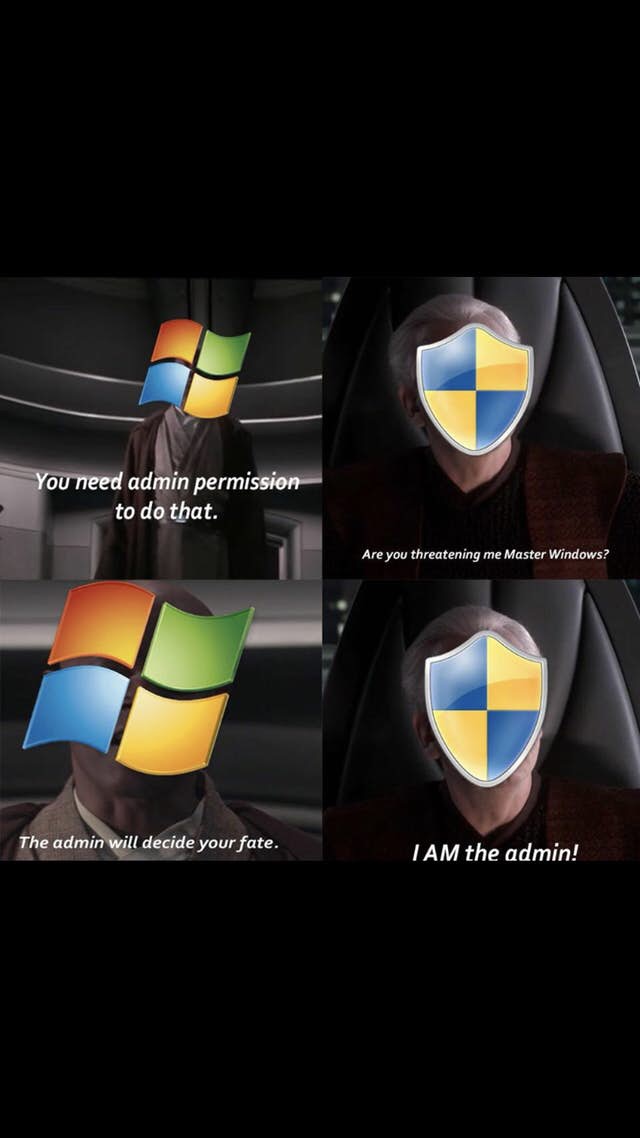 You need admin permission
to do that.
Are you threatening me Master Windows?
The admin will decide your fate.
I AM the admin!